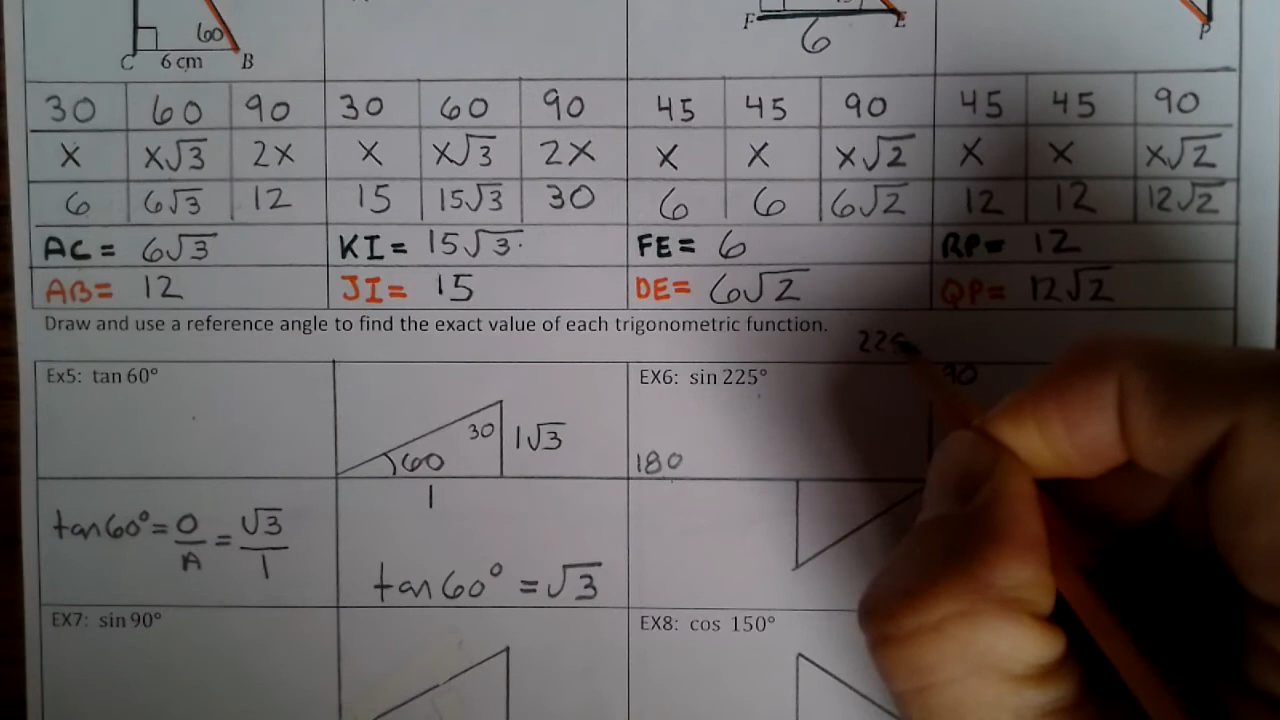 60
C 6 cm B
F E
6
P
30 60 90 30 60 90 45 45 90 45 45 90
x x√3 2x x x√3 2x x x x√2 x x x√2
6 6√3 12 15 15√3 30 6 6 6√2 12 12 12√2
AC= 6√3 KI= 15√3 FE= 6 RP= 12
AB= 12 JI= 15 DE= 6√2 QP= 12√2
Draw and use a reference angle to find the exact value of each trigonometric function.
225
Ex5: tan 60° EX6: sin 225° 90
30 1√3
60 180
1
tan60° = O/A = √3/1
tan60° = √3
EX7: sin 90° EX8: cos 150°